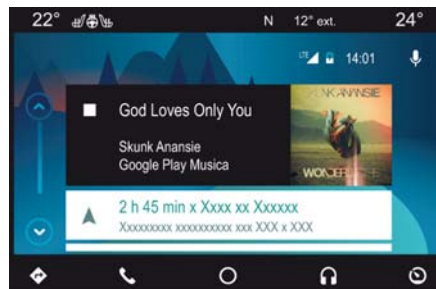 22° N 12° ext. 24°
LTE 14:01
God Loves Only You
Skunk Anansie
Google Play Musica
SKUNK ANANSIE
WONDERLUSTRE
2 h 45 min x Xxxx xx Xxxxxx
Xxxxxxxxx xxxxxxxxxx xxx XXX x XXX